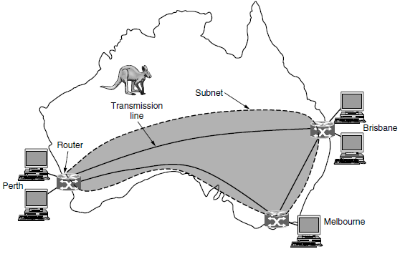 Subnet
Transmission
line
Brisbane
Router
Perth
Melbourne